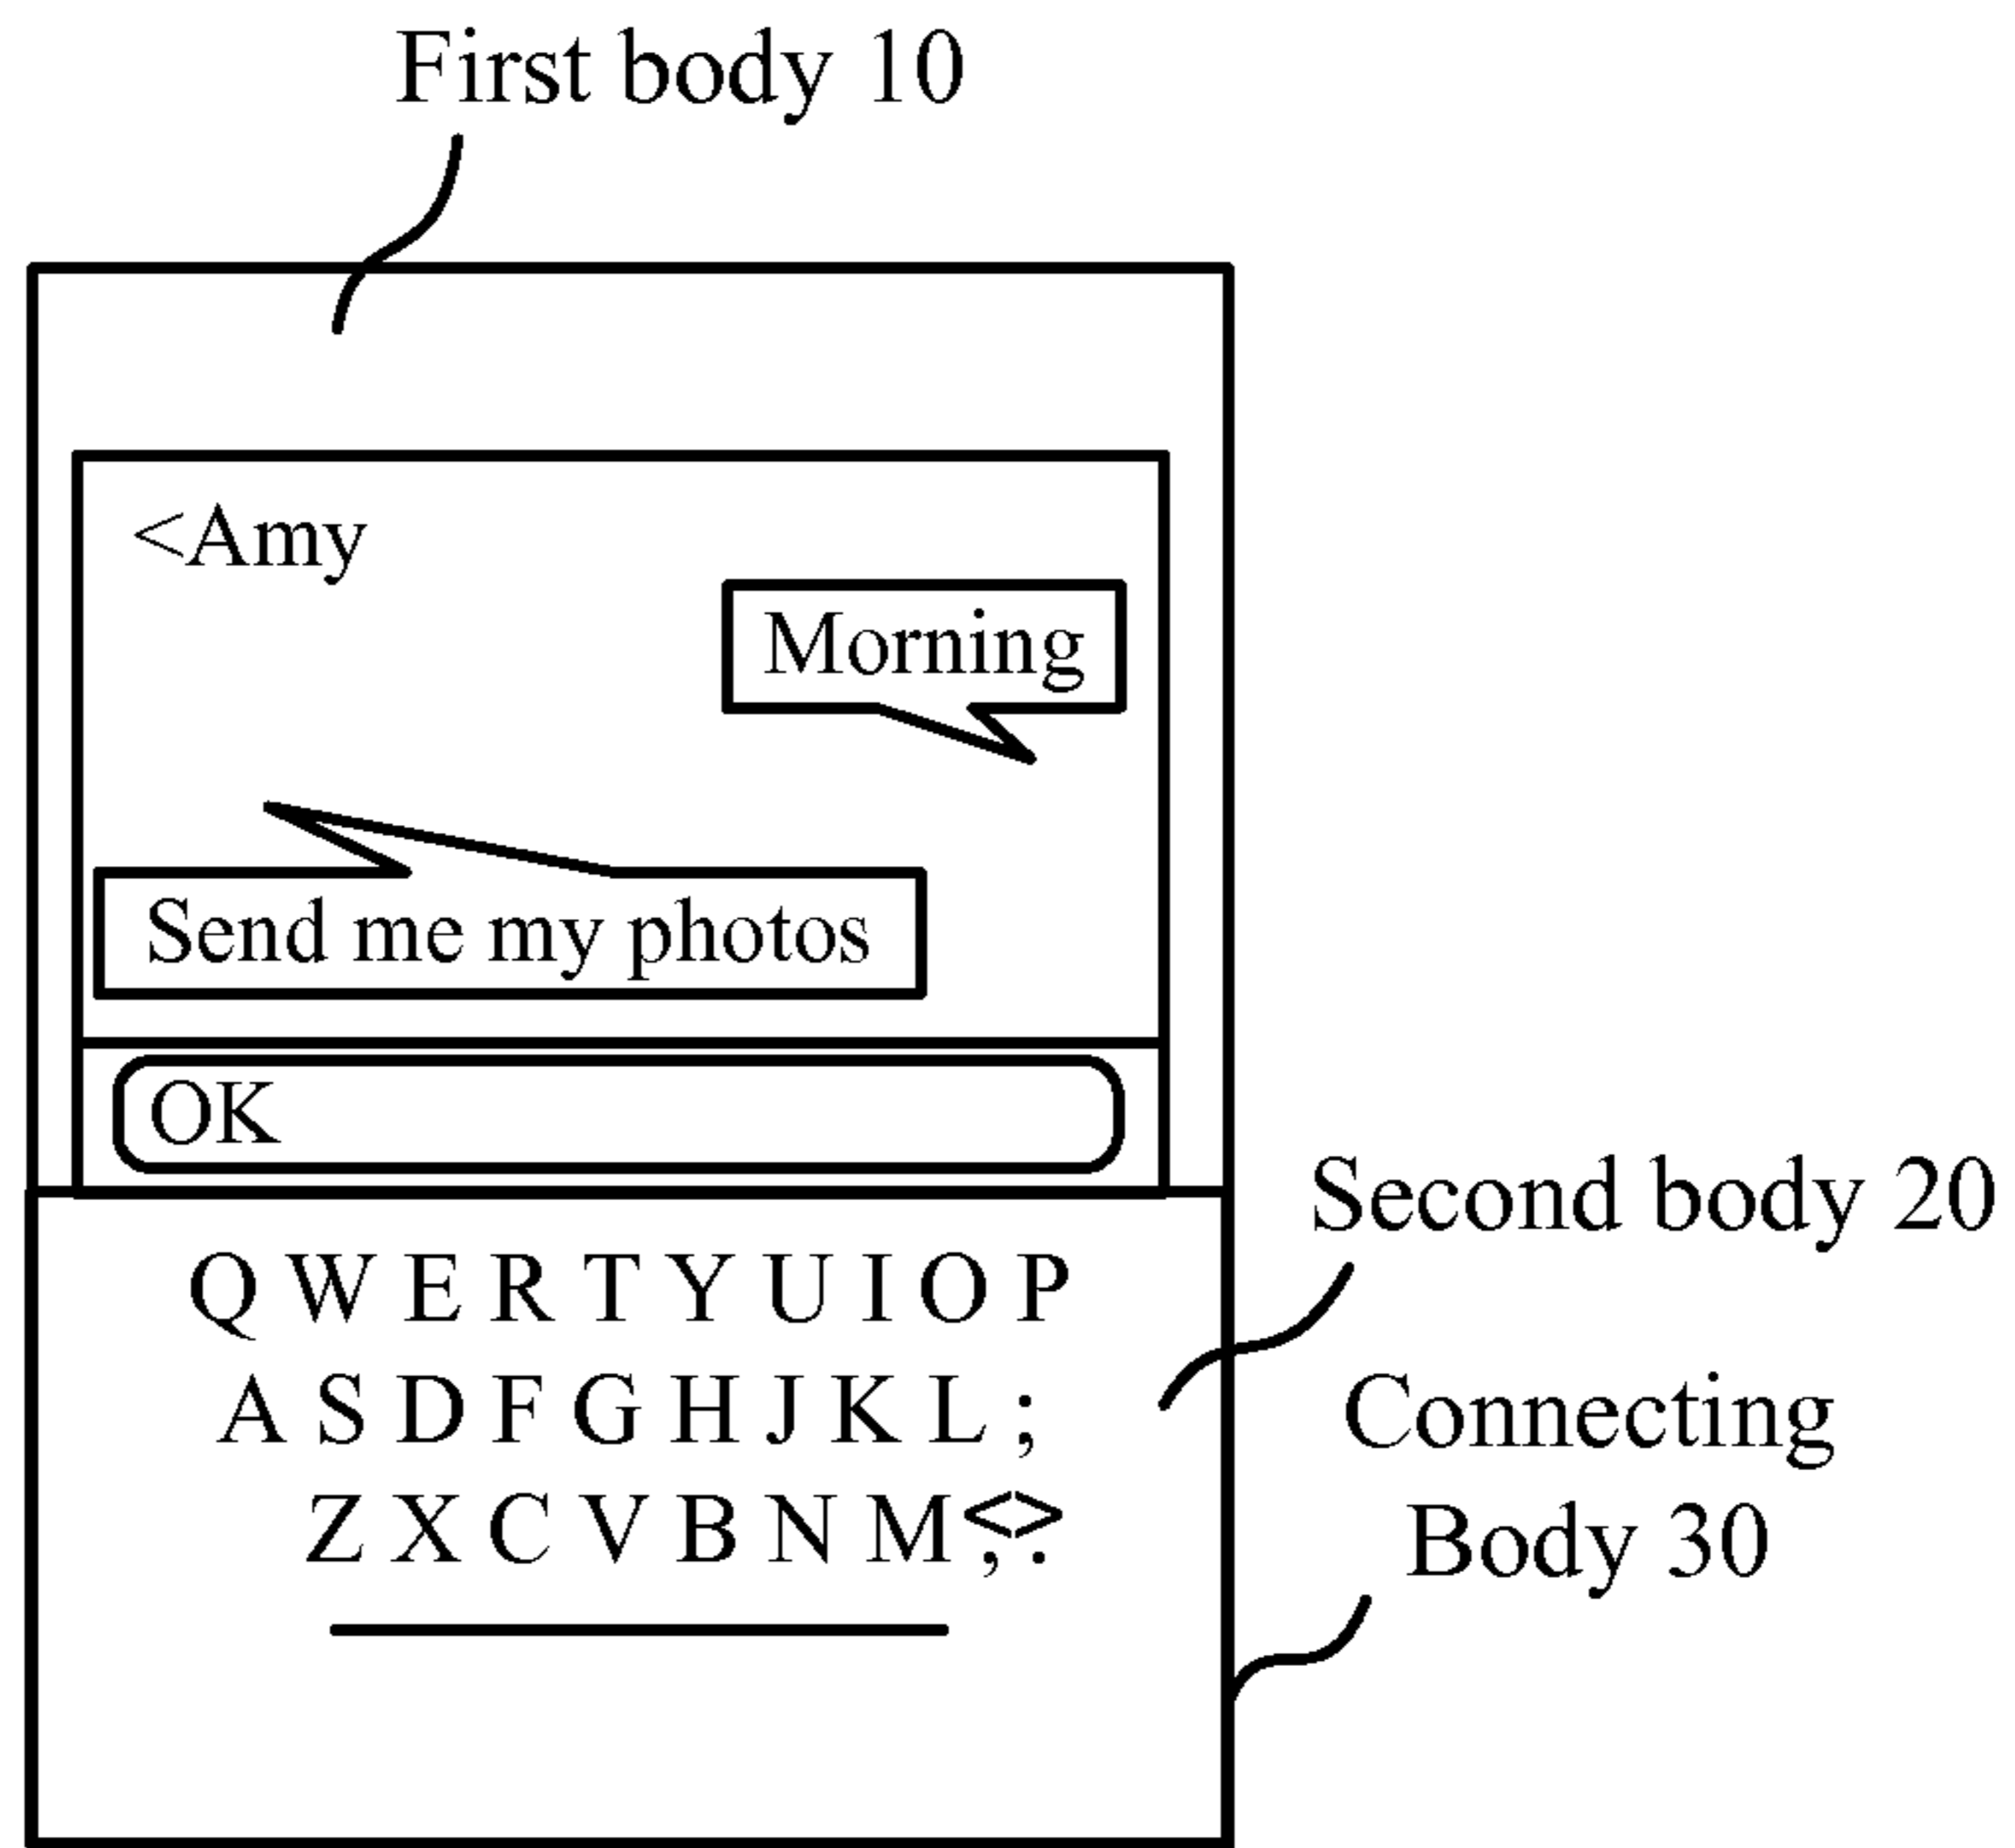 First body 10
<Amy
Morning
Send me my photos
OK
Second body 20
Q W E R T Y U I O P
A S D F G H J K L ;
Connecting
Body 30
Z X C V B N M <>
, .